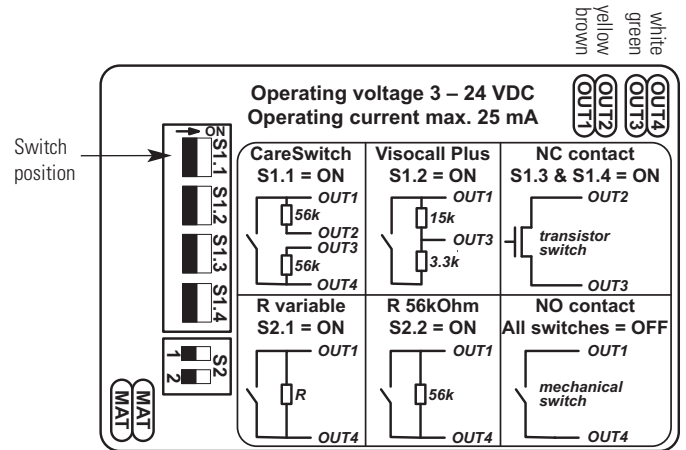 brown
yellow
green
white
OUT1
OUT2
OUT3
OUT4
Operating voltage 3 – 24 VDC
Operating current max. 25 mA
Switch
position
ON
S1.1
S1.2
S1.3
S1.4
S2
1
2
MAT
MAT
CareSwitch
S1.1 = ON
OUT1
56k
OUT2
OUT3
56k
OUT4
Visocall Plus
S1.2 = ON
OUT1
15k
OUT3
3.3k
NC contact
S1.3 & S1.4 = ON
OUT2
transistor
switch
OUT3
R variable
S2.1 = ON
OUT1
R
OUT4
R 56kOhm
S2.2 = ON
OUT1
56k
OUT4
NO contact
All switches = OFF
OUT1
mechanical
switch
OUT4